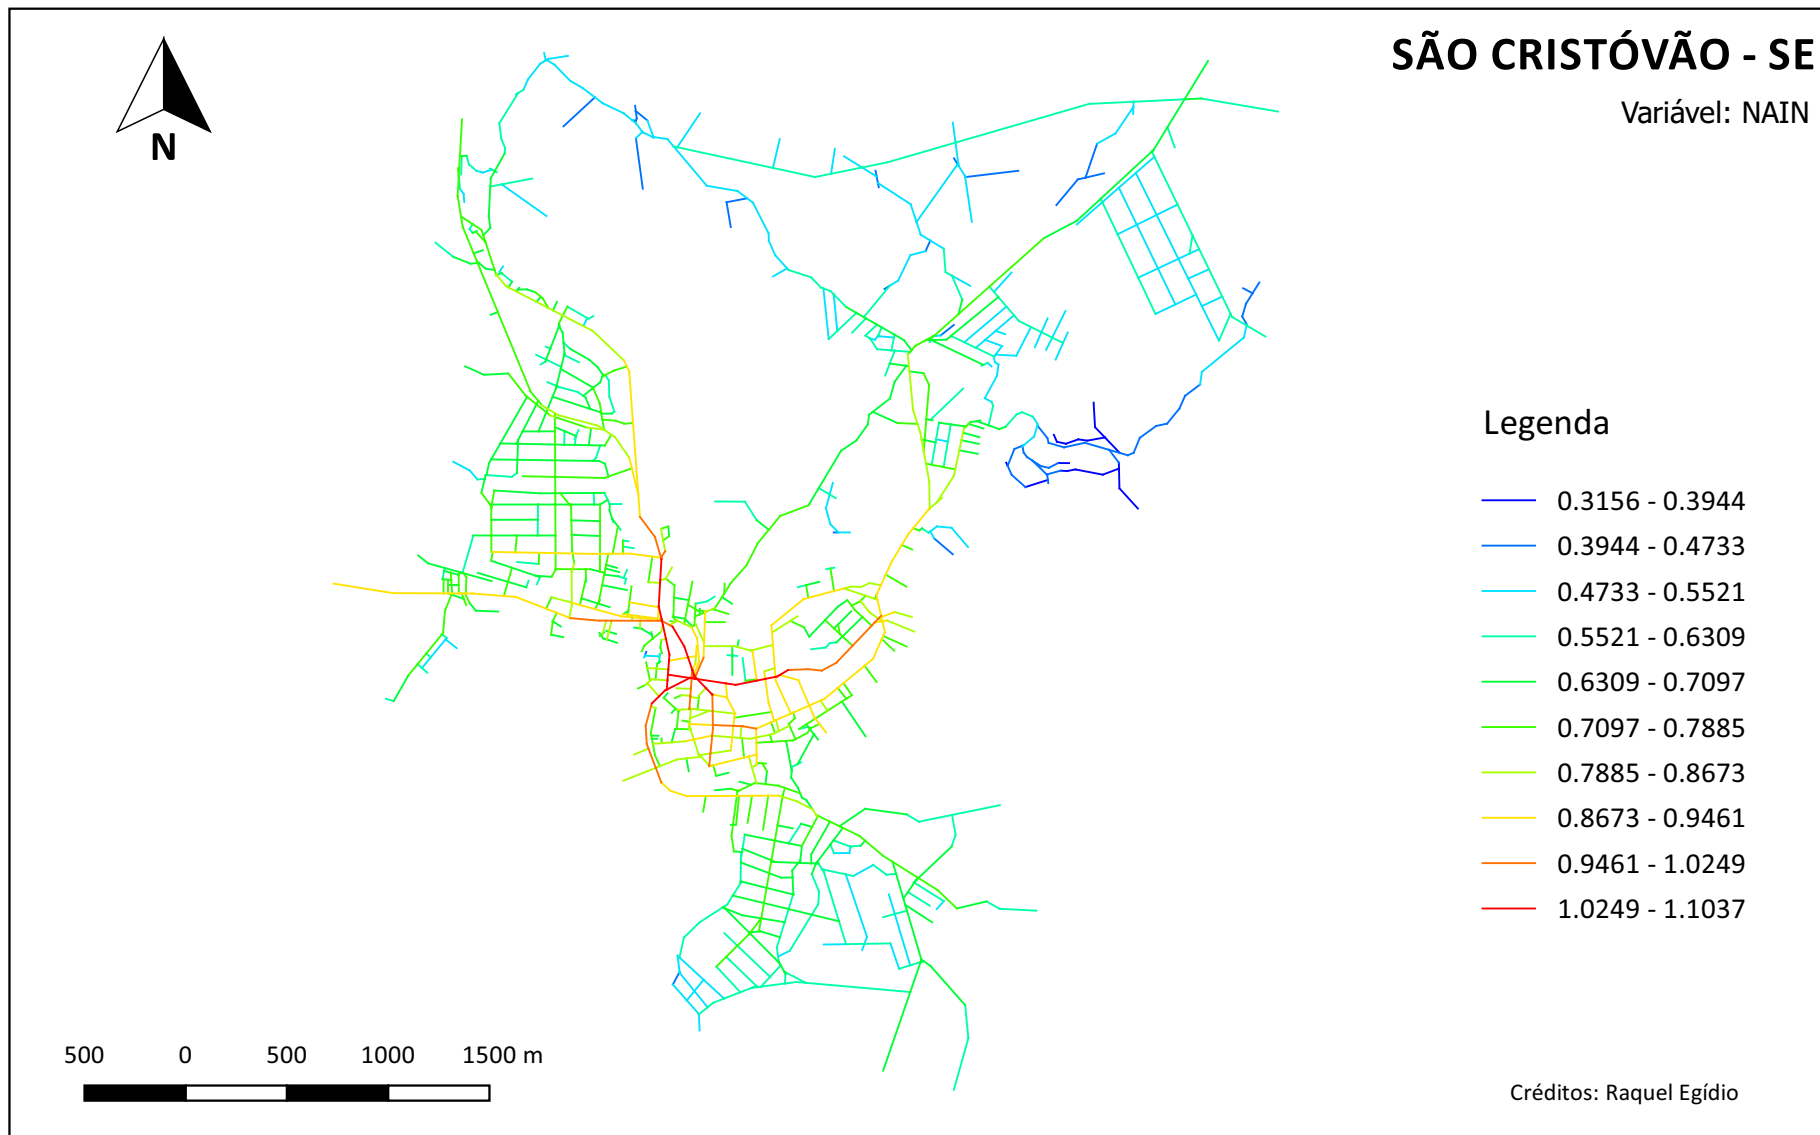 SÃO CRISTÓVÃO - SE
Variável: NAIN
N
Legenda
0.3156 - 0.3944
0.3944 - 0.4733
0.4733 - 0.5521
0.5521 - 0.6309
0.6309 - 0.7097
0.7097 - 0.7885
0.7885 - 0.8673
0.8673 - 0.9461
0.9461 - 1.0249
1.0249 - 1.1037
500 0 500 1000 1500 m
Créditos: Raquel Egídio